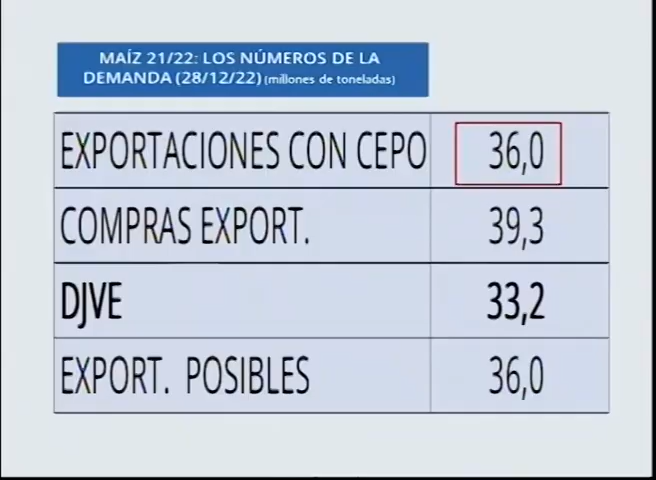 MAÍZ 21/22: LOS NÚMEROS DE LA
DEMANDA (28/12/22) (millones de toneladas)
EXPORTACIONES CON CEPO 36,0
COMPRAS EXPORT. 39,3
DJVE 33,2
EXPORT. POSIBLES 36,0